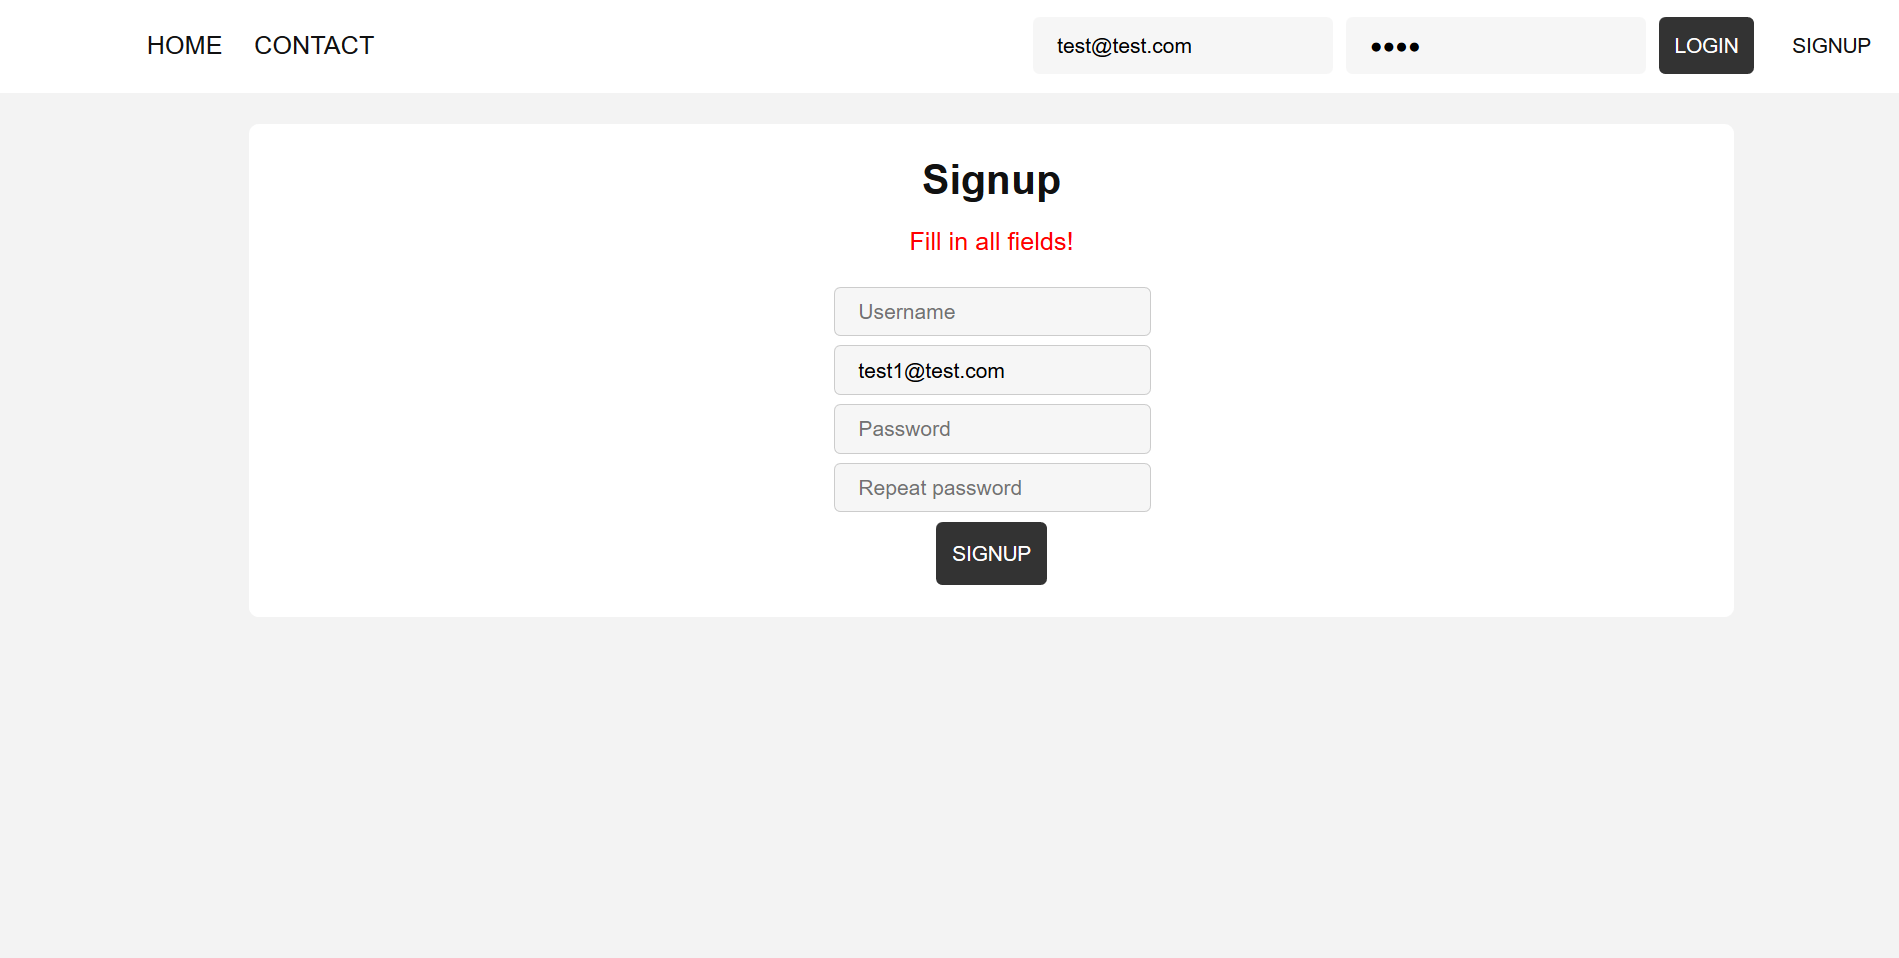 HOME CONTACT test@test.com •••• LOGIN SIGNUP
Signup
Fill in all fields!
Username
test1@test.com
Password
Repeat password
SIGNUP